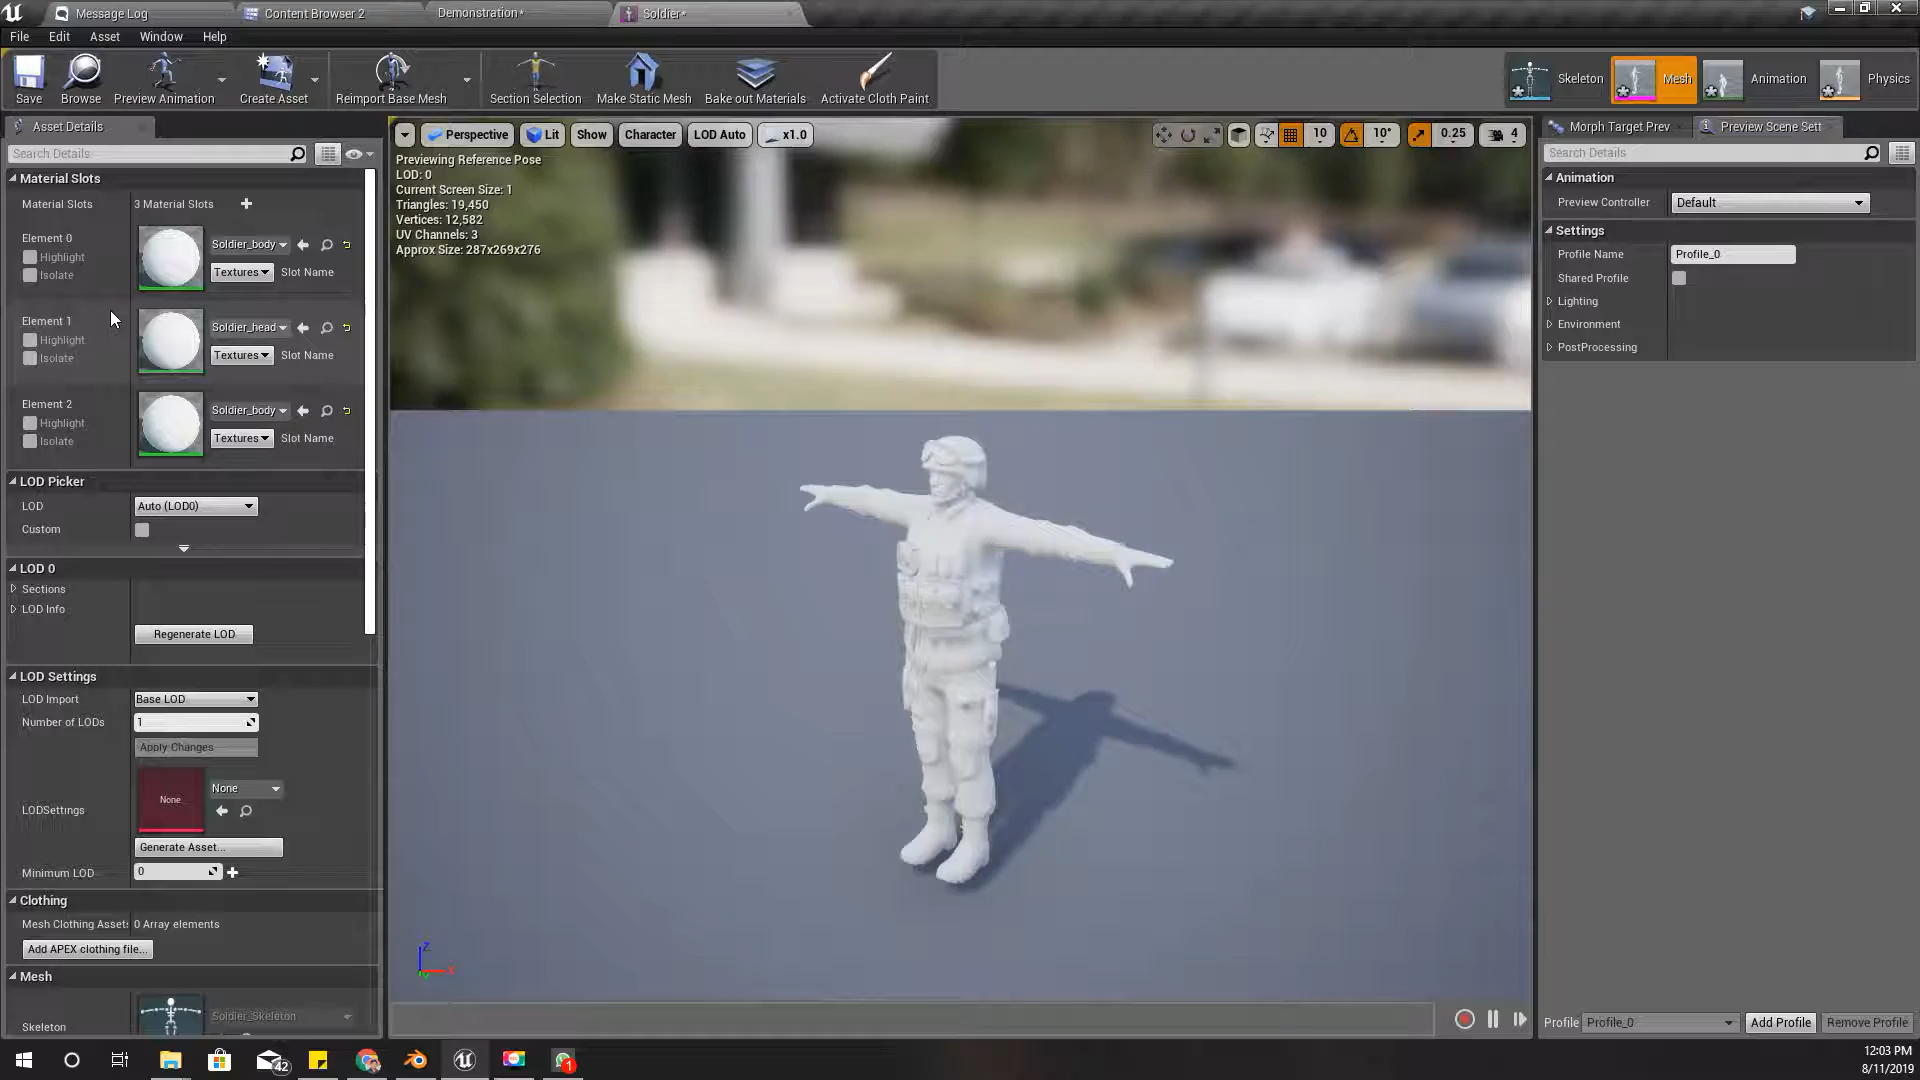 Message Log
Content Browser 2
Demonstration*
Soldier*
File Edit Asset Window Help
Save
Browse
Preview Animation
Create Asset
Reimport Base Mesh
Section Selection
Make Static Mesh
Bake out Materials
Activate Cloth Paint
Skeleton
Mesh
Animation
Physics
Asset Details
Search Details
Material Slots
Material Slots
3 Material Slots
Element 0
Highlight
Isolate
Soldier_body
Textures
Slot Name
Element 1
Highlight
Isolate
Soldier_head
Textures
Slot Name
Element 2
Highlight
Isolate
Soldier_body
Textures
Slot Name
LOD Picker
LOD
Auto (LOD0)
Custom
LOD 0
Sections
LOD Info
Regenerate LOD
LOD Settings
LOD Import
Base LOD
Number of LODs
1
Apply Changes
None
None
LODSettings
Generate Asset...
Minimum LOD
0
Clothing
Mesh Clothing Assets
0 Array elements
Add APEX clothing file...
Mesh
Skeleton
Soldier_Skeleton
Perspective
Lit
Show
Character
LOD Auto
x1.0
10
10°
0.25
4
Previewing Reference Pose
LOD: 0
Current Screen Size: 1
Triangles: 19,450
Vertices: 12,582
UV Channels: 3
Approx Size: 287x269x276
Z
X
Y
Morph Target Prev
Preview Scene Sett
Search Details
Animation
Preview Controller
Default
Settings
Profile Name
Profile_0
Shared Profile
Lighting
Environment
PostProcessing
Profile
Profile_0
Add Profile
Remove Profile
42
1
12:03 PM
8/11/2019